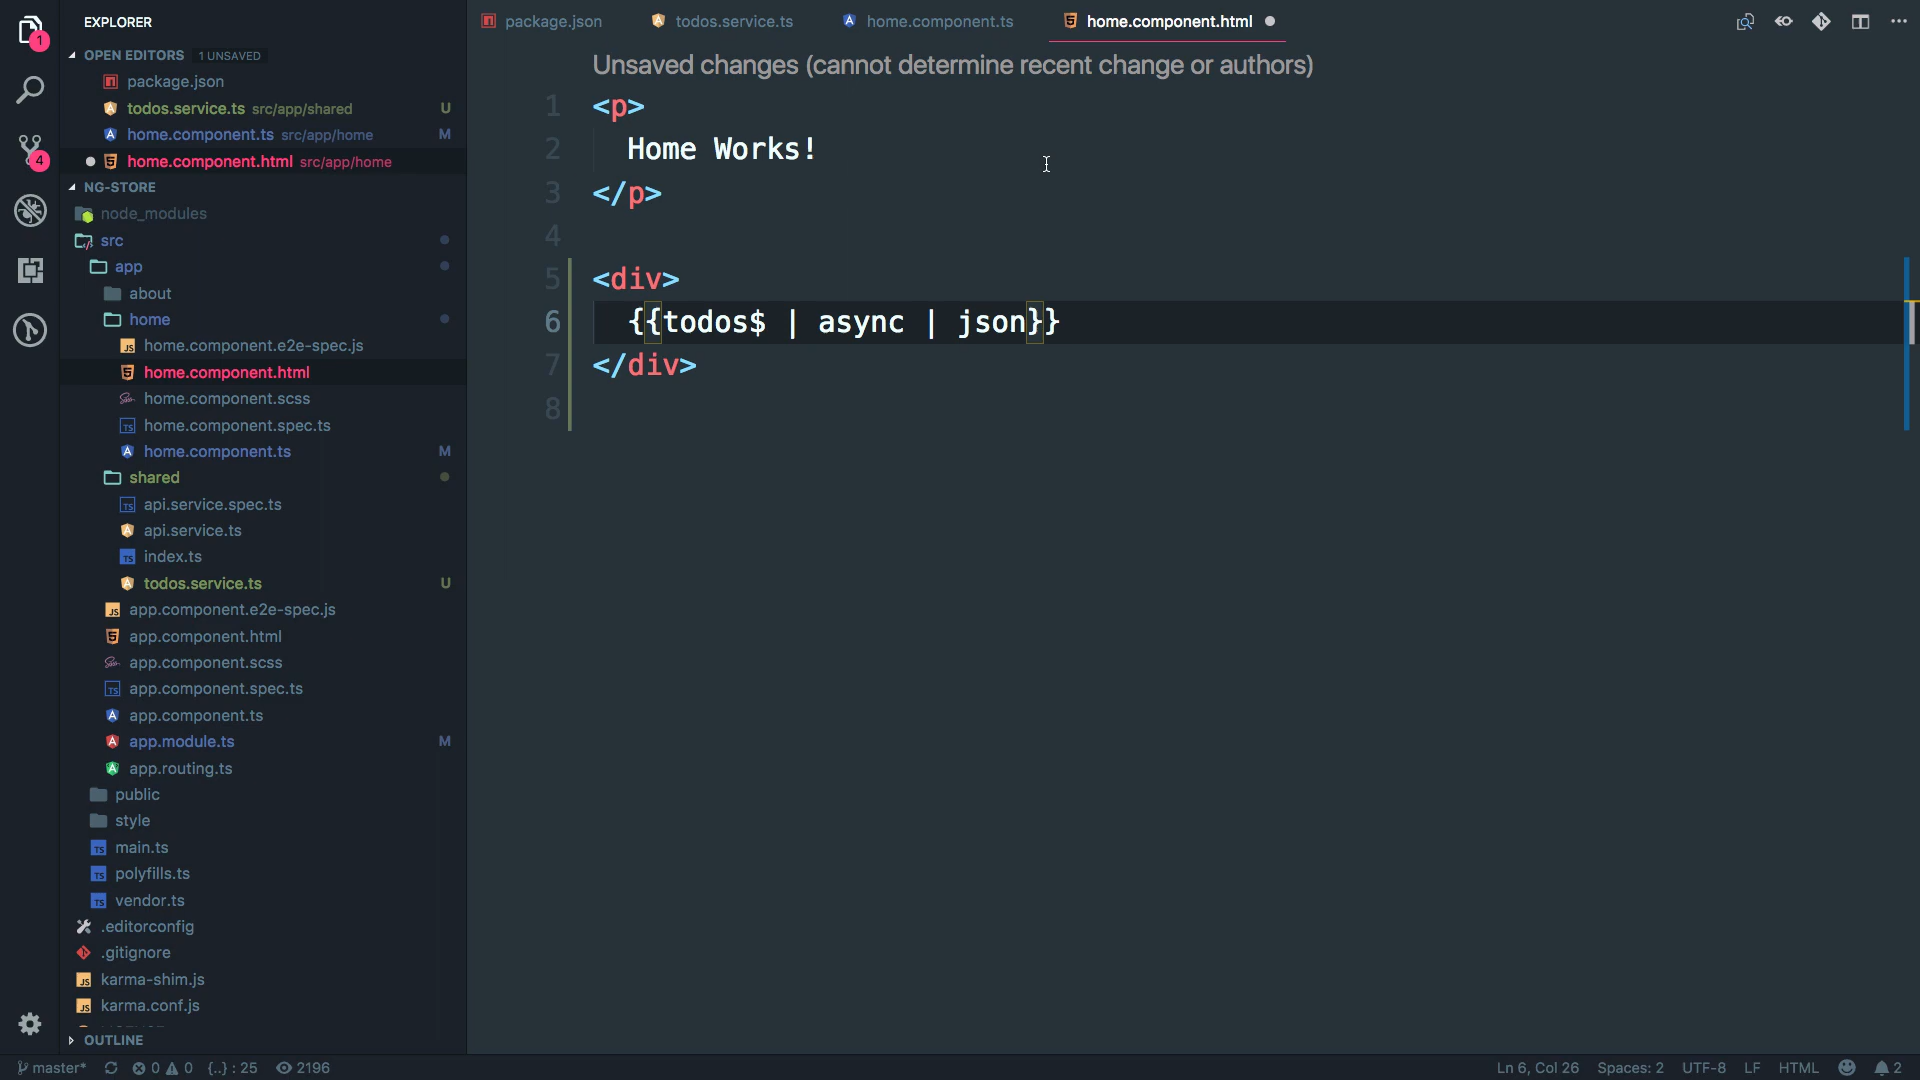 EXPLORER
OPEN EDITORS 1 UNSAVED
package.json
todos.service.ts src/app/shared U
home.component.ts src/app/home M
home.component.html src/app/home
NG-STORE
node_modules
src
app
about
home
home.component.e2e-spec.js
home.component.html
home.component.scss
home.component.spec.ts
home.component.ts M
shared
api.service.spec.ts
api.service.ts
index.ts
todos.service.ts U
app.component.e2e-spec.js
app.component.html
app.component.scss
app.component.spec.ts
app.component.ts
app.module.ts M
app.routing.ts
public
style
main.ts
polyfills.ts
vendor.ts
.editorconfig
.gitignore
karma-shim.js
karma.conf.js
OUTLINE
1
4
package.json todos.service.ts home.component.ts home.component.html
Unsaved changes (cannot determine recent change or authors)
1 <p>
2 Home Works!
3 </p>
4
5 <div>
6 {{todos$ | async | json}}
7 </div>
8
master* 0 0 {..} : 25 2196 Ln 6, Col 26 Spaces: 2 UTF-8 LF HTML 2